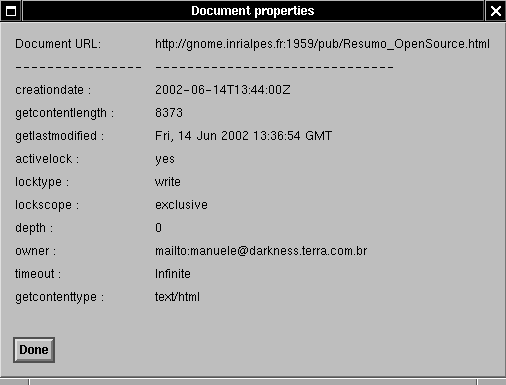 Document properties
Document URL: http://gnome.inrialpes.fr:1959/pub/Resumo_OpenSource.html
---------------- ------------------------------
creationdate : 2002-06-14T13:44:00Z
getcontentlength : 8373
getlastmodified : Fri, 14 Jun 2002 13:36:54 GMT
activelock : yes
locktype : write
lockscope : exclusive
depth : 0
owner : mailto:manuele@darkness.terra.com.br
timeout : Infinite
getcontenttype : text/html
Done